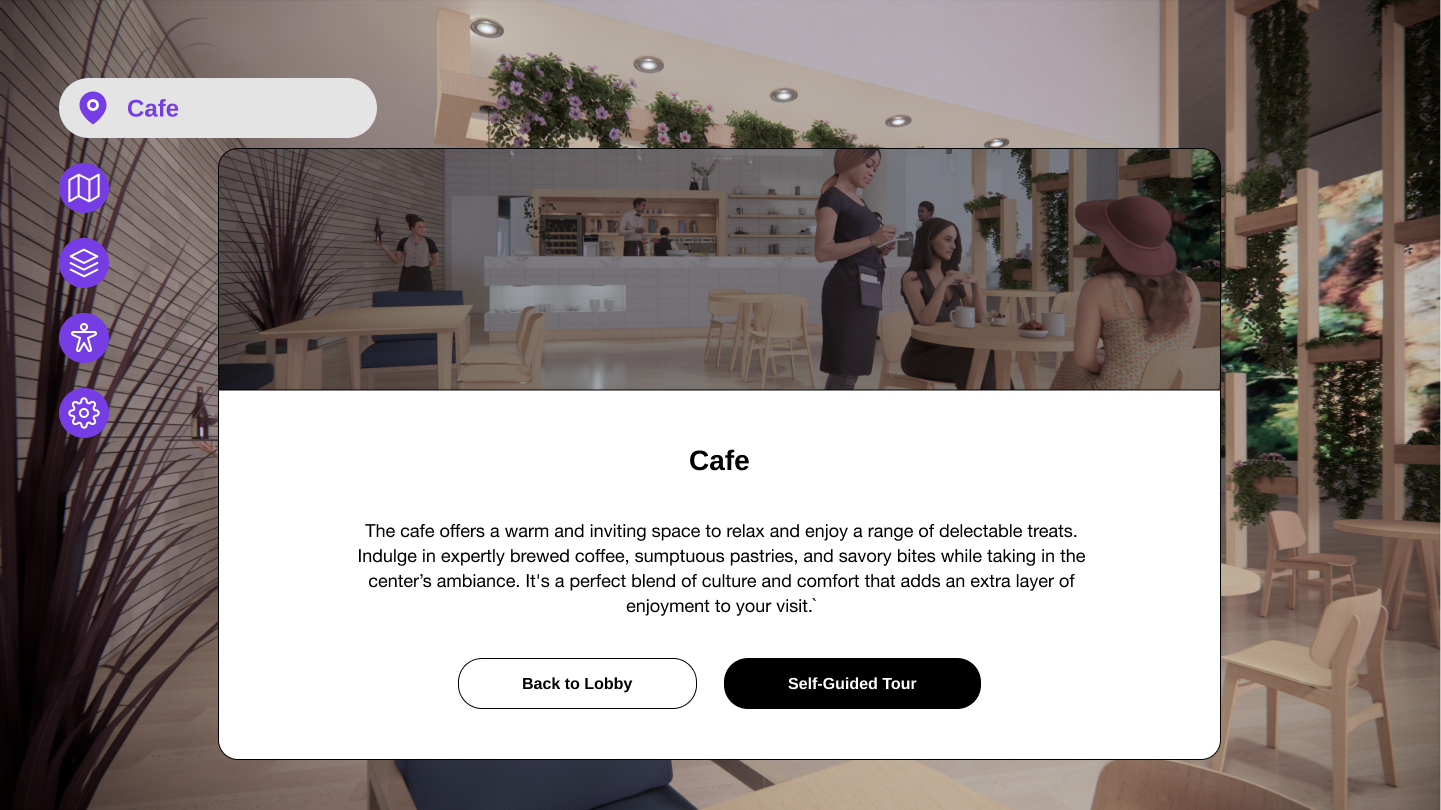 Cafe
Cafe
The cafe offers a warm and inviting space to relax and enjoy a range of delectable treats.
Indulge in expertly brewed coffee, sumptuous pastries, and savory bites while taking in the
center’s ambiance. It's a perfect blend of culture and comfort that adds an extra layer of
enjoyment to your visit.`
Back to Lobby
Self-Guided Tour